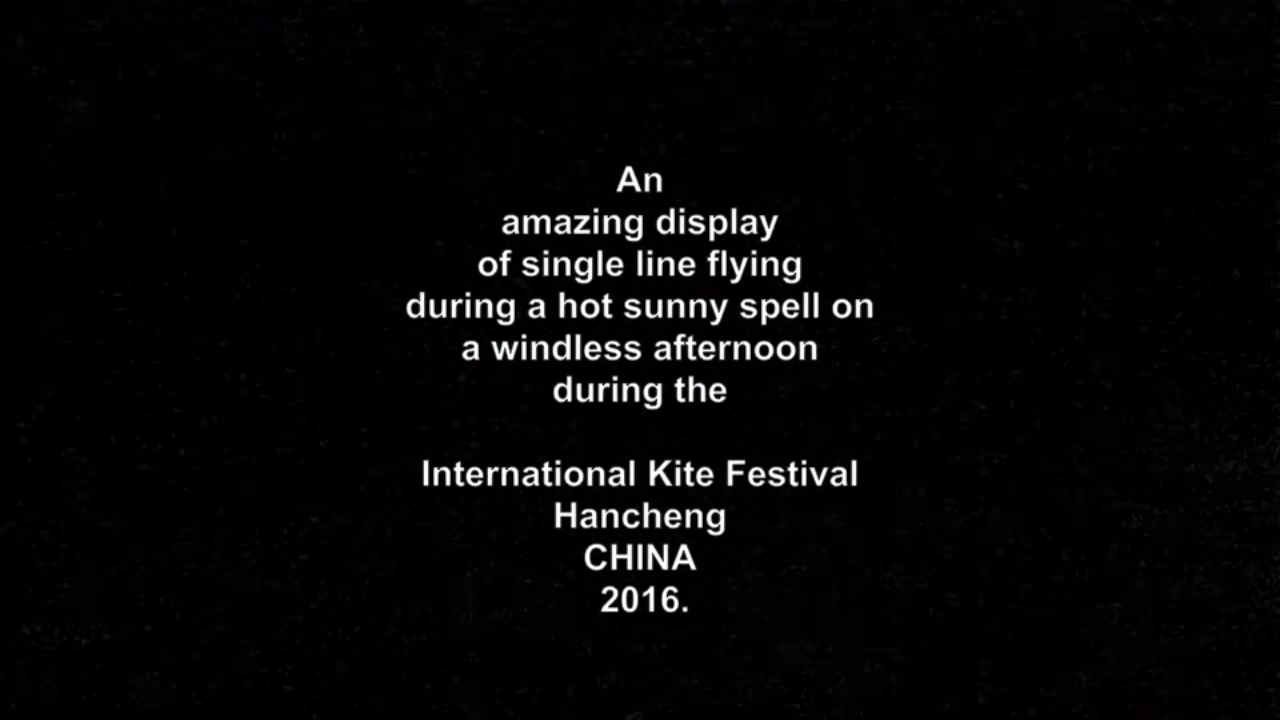 An
amazing display
of single line flying
during a hot sunny spell on
a windless afternoon
during the
International Kite Festival
Hancheng
CHINA
2016.